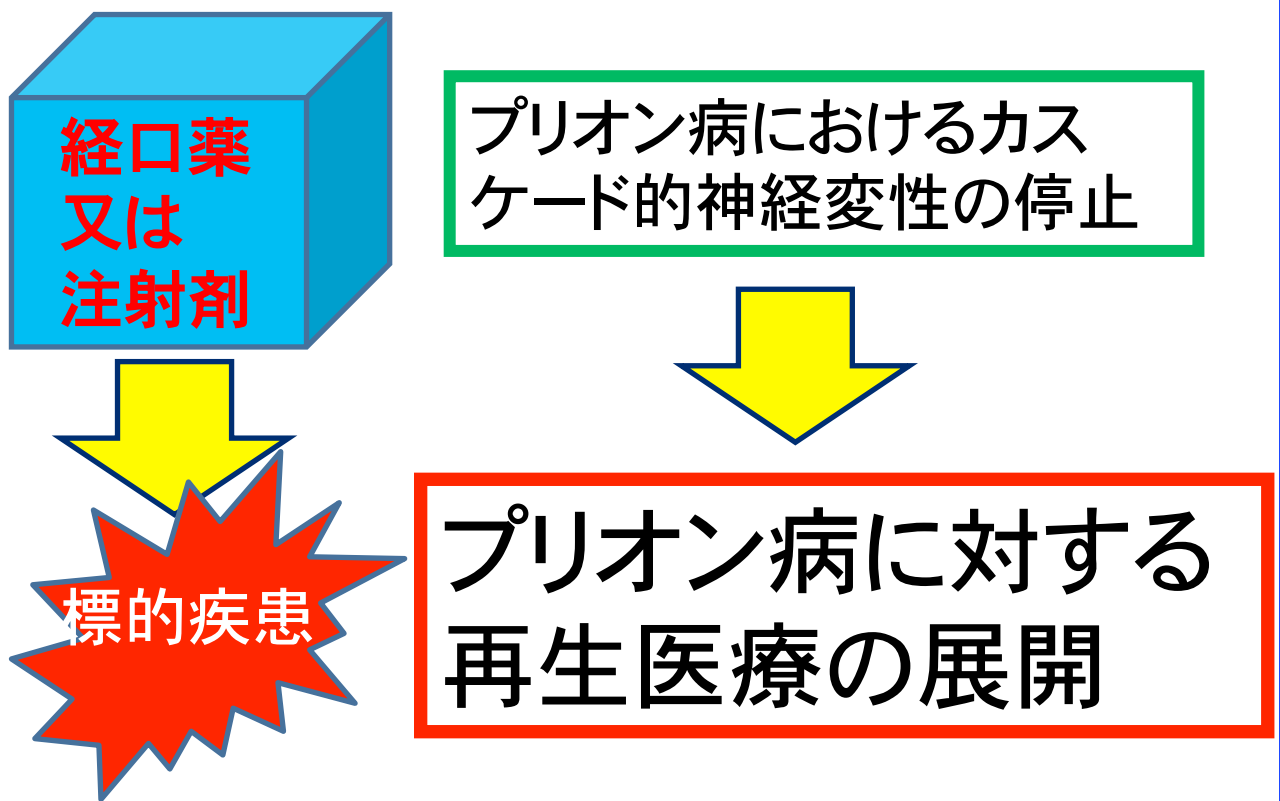 経口薬
又は
注射剤
プリオン病におけるカス
ケード的神経変性の停止
標的疾患
プリオン病に対する
再生医療の展開